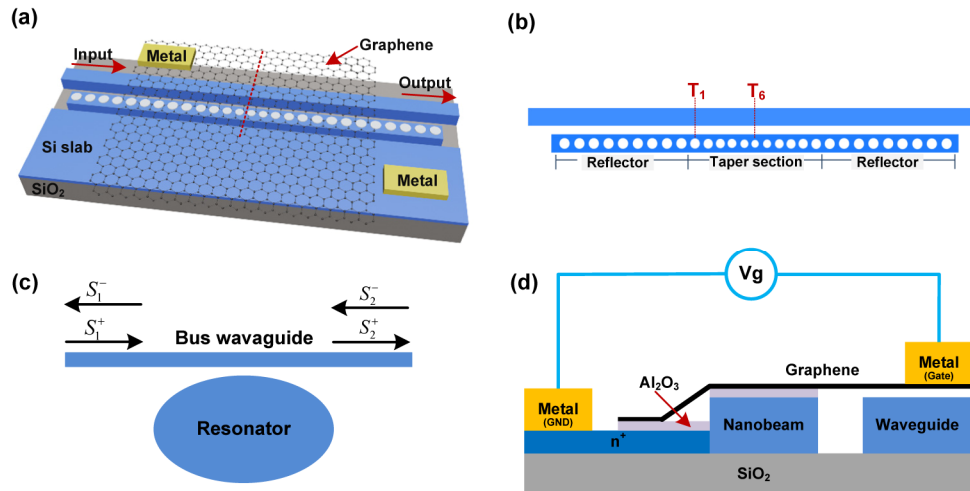 (a)
Graphene
Input
Metal
Output
Si slab
Metal
SiO₂
(b)
T₁
T₆
Reflector
Taper section
Reflector
(c)
S₁⁻
S₂⁻
S₁⁺
Bus wavaguide
S₂⁺
Resonator
(d)
Vg
Metal
(Gate)
Graphene
Al₂O₃
Metal
(GND)
n⁺
Nanobeam
Waveguide
SiO₂